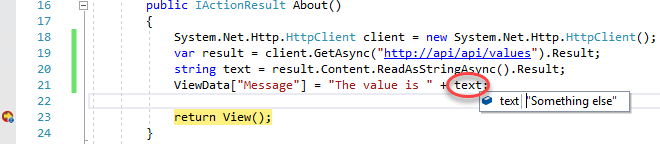 16 public IActionResult About()
17 {
18 System.Net.Http.HttpClient client = new System.Net.Http.HttpClient();
19 var result = client.GetAsync("http://api/api/values").Result;
20 string text = result.Content.ReadAsStringAsync().Result;
21 ViewData["Message"] = "The value is " + text;
22 text "Something else"
23 return View();
24 }